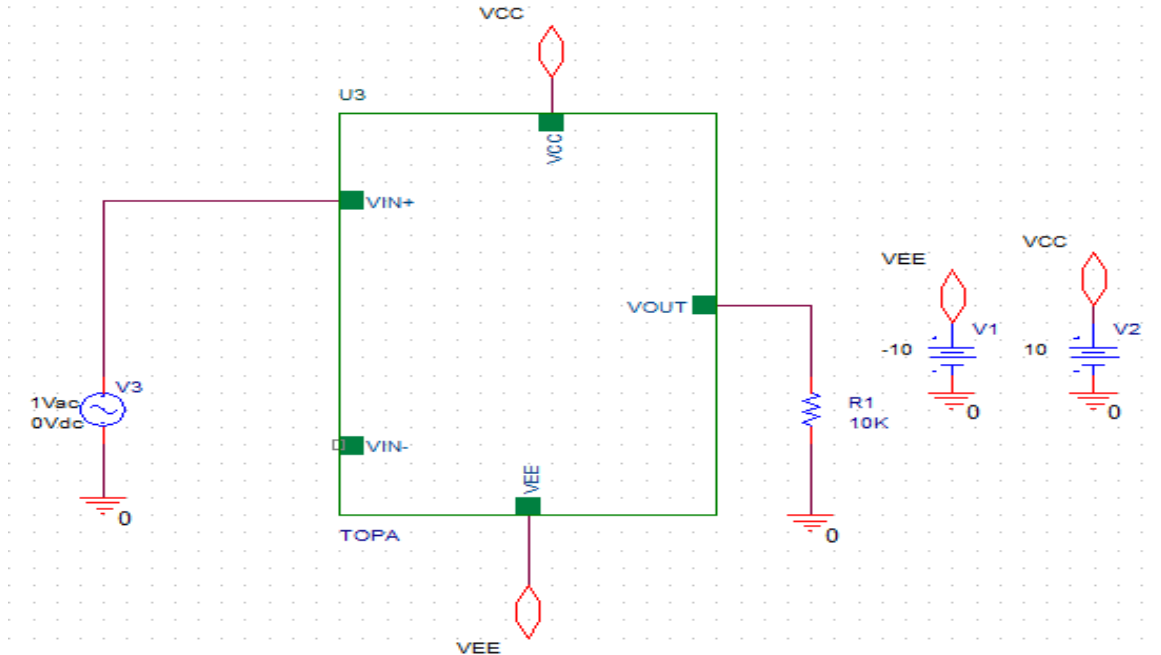 VCC
U3
VCC
VIN+
VCC
VEE
VOUT
V1
V2
-10
10
V3
1Vac
0Vdc
R1
10K
0
0
VIN-
VEE
0
0
TOPA
VEE